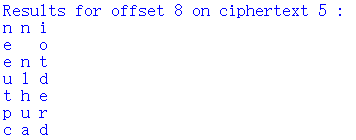 Results for offset 8 on ciphertext 5 :
n n i
e   o
e n t
u l d
t h e
p u r
c a d